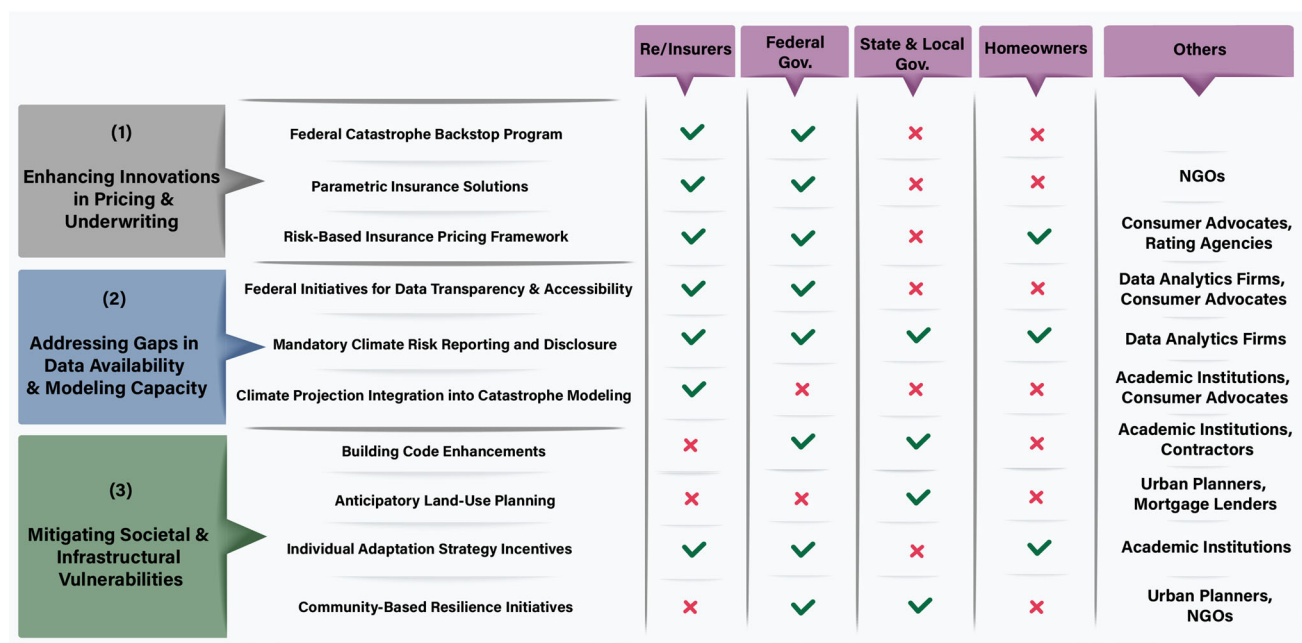 Re/Insurers
Federal
Gov.
State & Local
Gov.
Homeowners
Others
(1)
Enhancing Innovations
in Pricing &
Underwriting
Federal Catastrophe Backstop Program
Parametric Insurance Solutions
NGOs
Risk-Based Insurance Pricing Framework
Consumer Advocates,
Rating Agencies
(2)
Addressing Gaps in
Data Availability
& Modeling Capacity
Federal Initiatives for Data Transparency & Accessibility
Data Analytics Firms,
Consumer Advocates
Mandatory Climate Risk Reporting and Disclosure
Data Analytics Firms
Climate Projection Integration into Catastrophe Modeling
Academic Institutions,
Consumer Advocates
(3)
Mitigating Societal &
Infrastructural
Vulnerabilities
Building Code Enhancements
Academic Institutions,
Contractors
Anticipatory Land-Use Planning
Urban Planners,
Mortgage Lenders
Individual Adaptation Strategy Incentives
Academic Institutions
Community-Based Resilience Initiatives
Urban Planners,
NGOs